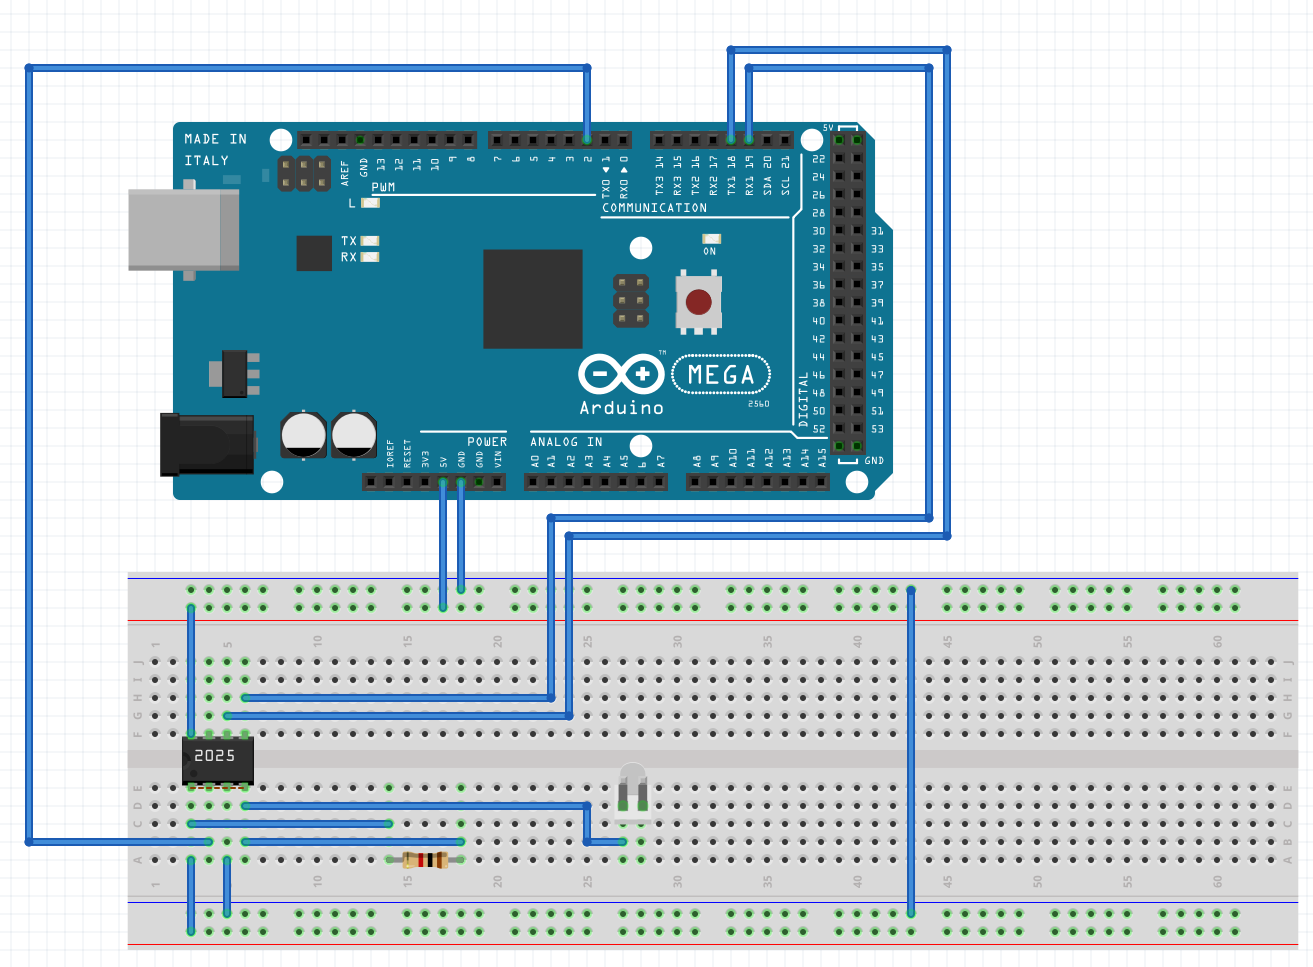 MADE IN
ITALY
AREF
GND
13
12
11
10
9
8
7
6
5
4
3
2
TX0 1
RX0 0
TX3 14
RX3 15
TX2 16
RX2 17
TX1 18
RX1 19
SDA 20
SCL 21
5V
PWM
COMMUNICATION
L
TX
RX
ON
22
24
26
28
30 31
32 33
34 35
36 37
38 39
40 41
42 43
44 45
46 47
48 49
50 51
52 53
GND
DIGITAL
MEGA
TM
2560
Arduino
POWER
ANALOG IN
IOREF
RESET
3V3
5V
GND
GND
VIN
A0
A1
A2
A3
A4
A5
6
A7
A8
A9
A10
A11
A12
A13
A14
A15
1 5 10 15 20 25 30 35 40 45 50 55 60
J J
I I
H H
G G
F F
2025
E E
D D
C C
B B
A A
1 10 15 20 25 30 35 40 45 50 55 60